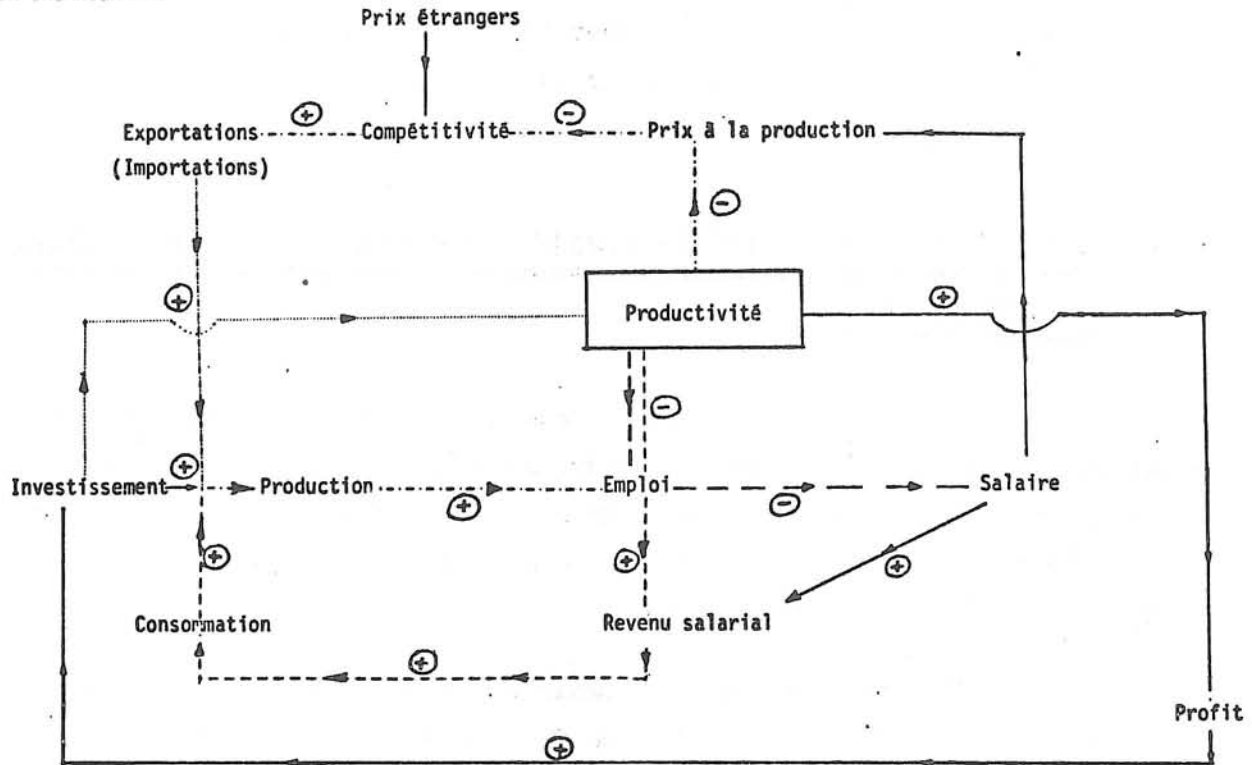 Prix étrangers
+
-
Exportations
Compétitivité
Prix à la production
(Importations)
-
+
+
Productivité
-
+
Investissement
Production
Emploi
Salaire
+
-
+
+
+
Consommation
Revenu salarial
+
Profit
+